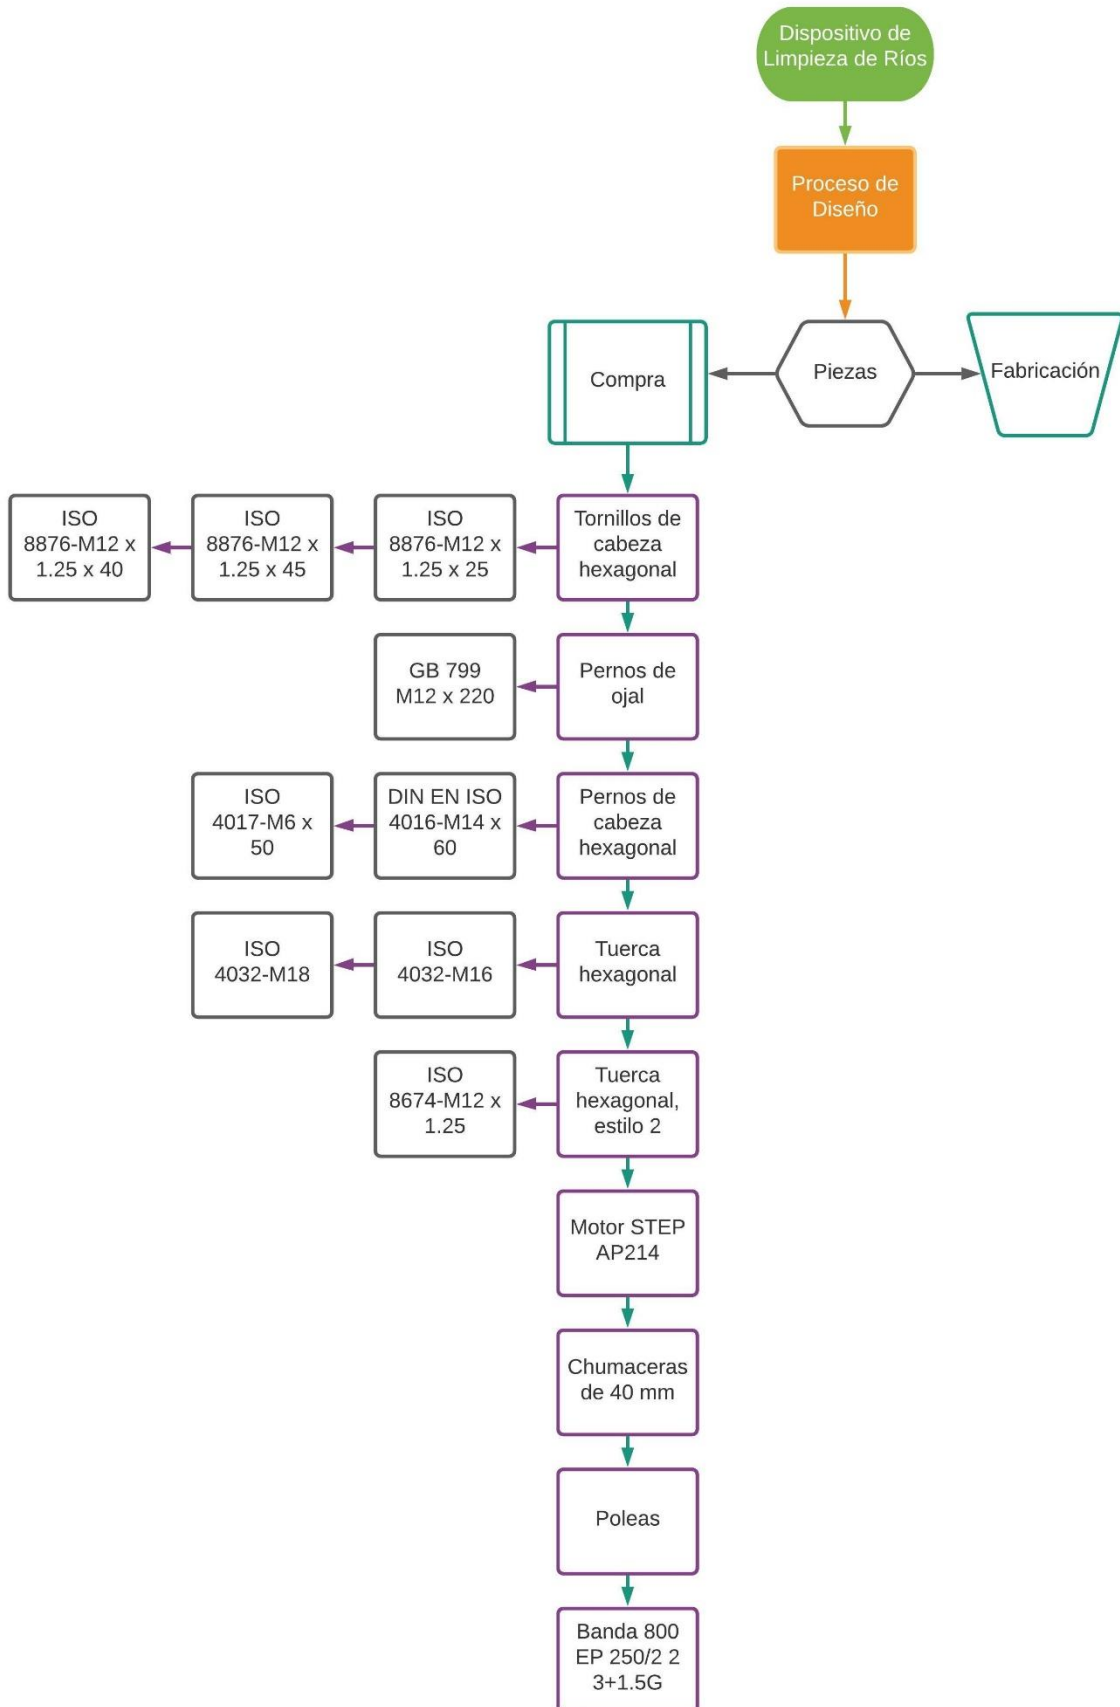 Dispositivo de
Limpieza de Ríos
Proceso de
Diseño
Compra
Piezas
Fabricación
ISO
8876-M12 x
1.25 x 40
ISO
8876-M12 x
1.25 x 45
ISO
8876-M12 x
1.25 x 25
Tornillos de
cabeza
hexagonal
GB 799
M12 x 220
Pernos de
ojal
ISO
4017-M6 x
50
DIN EN ISO
4016-M14 x
60
Pernos de
cabeza
hexagonal
ISO
4032-M18
ISO
4032-M16
Tuerca
hexagonal
ISO
8674-M12 x
1.25
Tuerca
hexagonal,
estilo 2
Motor STEP
AP214
Chumaceras
de 40 mm
Poleas
Banda 800
EP 250/2 2
3+1.5G